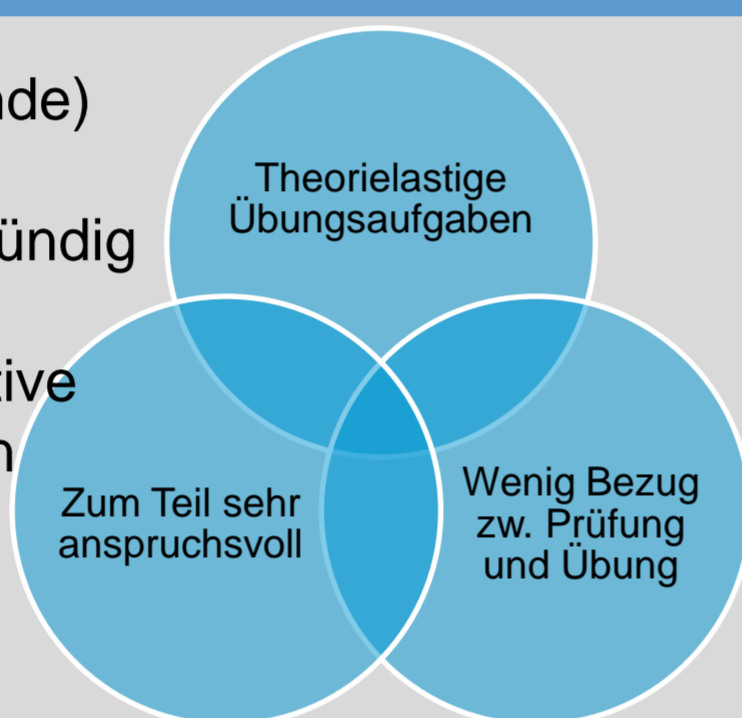 nde)
ündig
tive
n
Theorielastige
Übungsaufgaben
Zum Teil sehr
anspruchsvoll
Wenig Bezug
zw. Prüfung
und Übung